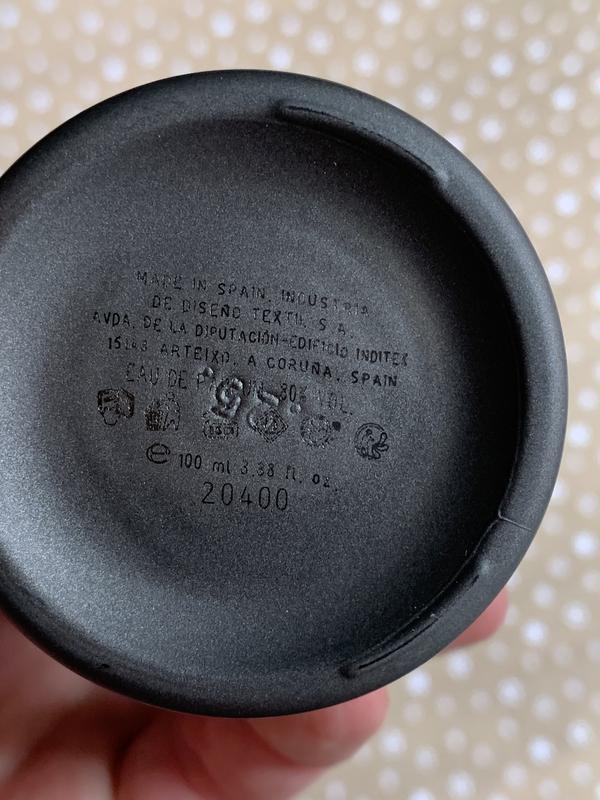 MADE IN SPAIN. INDUSTRIA
DE DISEÑO TEXTIL S.A.
AVDA. DE LA DIPUTACIÓN-EDIFICIO INDITEX
15143 ARTEIXO, A CORUÑA, SPAIN
EAU DE 80% VOL.
e 100 ml 3.38 fl. oz.
20400